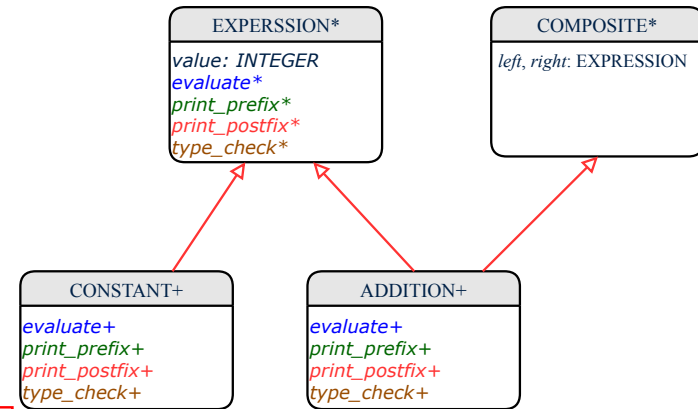 EXPERSSION*
value: INTEGER
evaluate*
print_prefix*
print_postfix*
type_check*
COMPOSITE*
left, right: EXPRESSION
CONSTANT+
evaluate+
print_prefix+
print_postfix+
type_check+
ADDITION+
evaluate+
print_prefix+
print_postfix+
type_check+